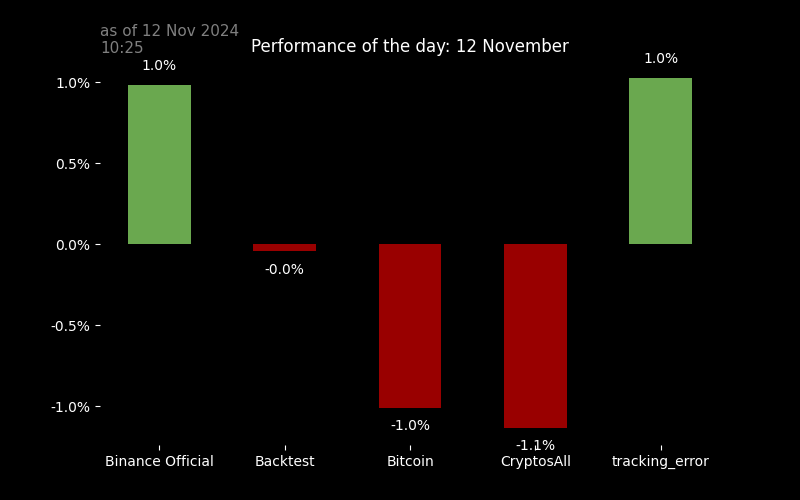 as of 12 Nov 2024
10:25
Performance of the day: 12 November
1.0%
1.0%
1.0%
0.5%
0.0%
-0.0%
-0.5%
-1.0%
-1.0%
-1.1%
Binance Official
Backtest
Bitcoin
CryptosAll
tracking_error